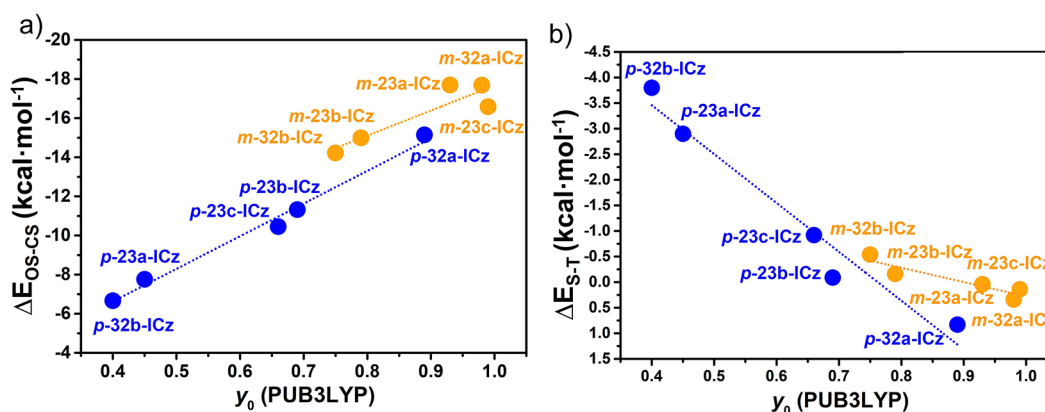 a)
ΔE_OS-CS (kcal·mol⁻¹)
-20
-18
-16
-14
-12
-10
-8
-6
-4
m-32a-ICz
m-23a-ICz
m-23b-ICz
m-32b-ICz
m-23c-ICz
p-32a-ICz
p-23b-ICz
p-23c-ICz
p-23a-ICz
p-32b-ICz
0.4 0.5 0.6 0.7 0.8 0.9 1.0
y₀ (PUB3LYP)
b)
ΔE_S-T (kcal·mol⁻¹)
-4.5
-4.0
-3.5
-3.0
-2.5
-2.0
-1.5
-1.0
-0.5
0.0
0.5
1.0
1.5
p-32b-ICz
p-23a-ICz
p-23c-ICz
m-32b-ICz
m-23b-ICz
m-23c-ICz
p-23b-ICz
m-23a-ICz
m-32a-IC
p-32a-ICz
0.4 0.5 0.6 0.7 0.8 0.9 1.0
y₀ (PUB3LYP)